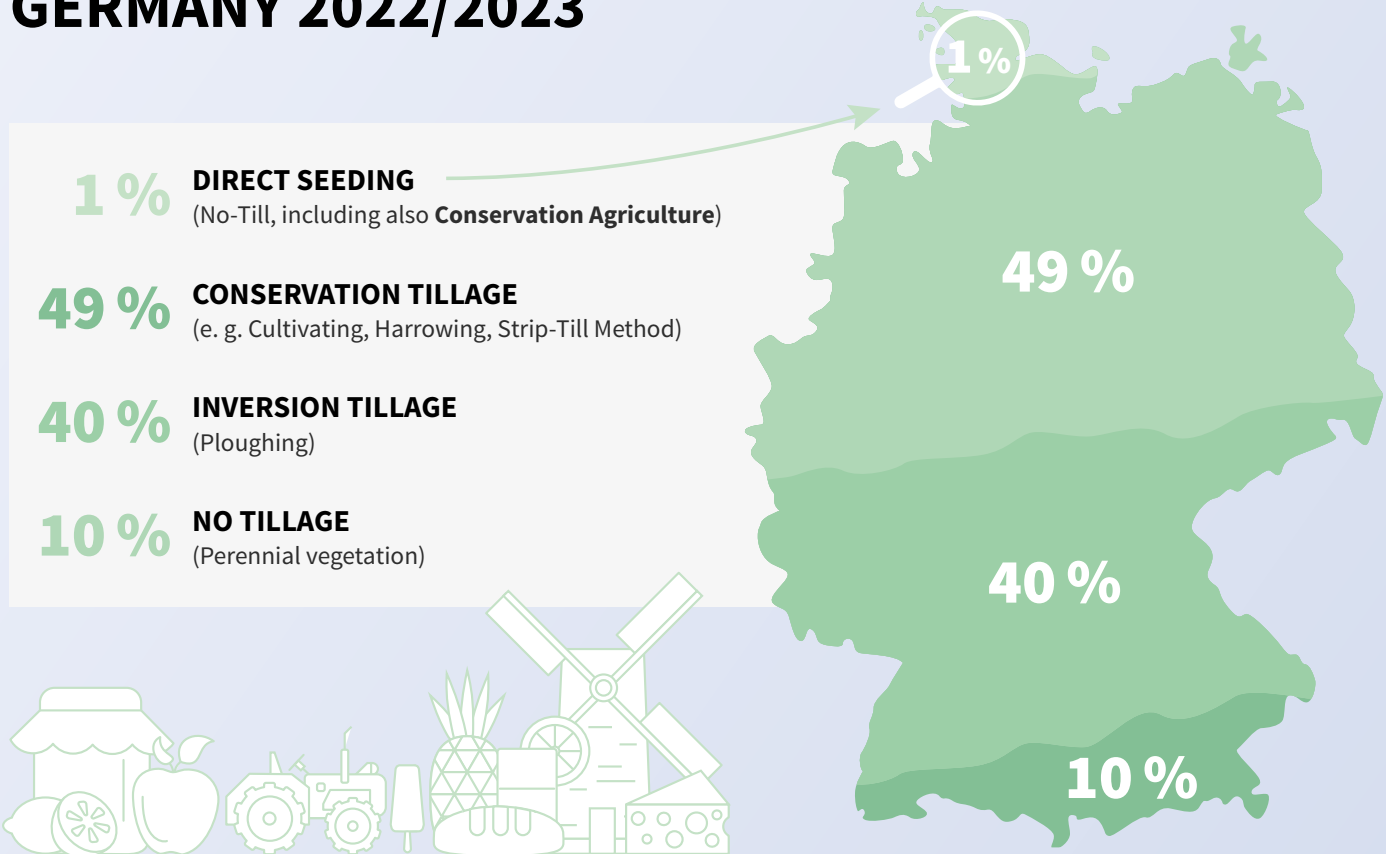 GERMANY 2022/2023
1 %
1 % DIRECT SEEDING
(No-Till, including also Conservation Agriculture)
49 % CONSERVATION TILLAGE
(e. g. Cultivating, Harrowing, Strip-Till Method)
40 % INVERSION TILLAGE
(Ploughing)
10 % NO TILLAGE
(Perennial vegetation)
49 %
40 %
10 %